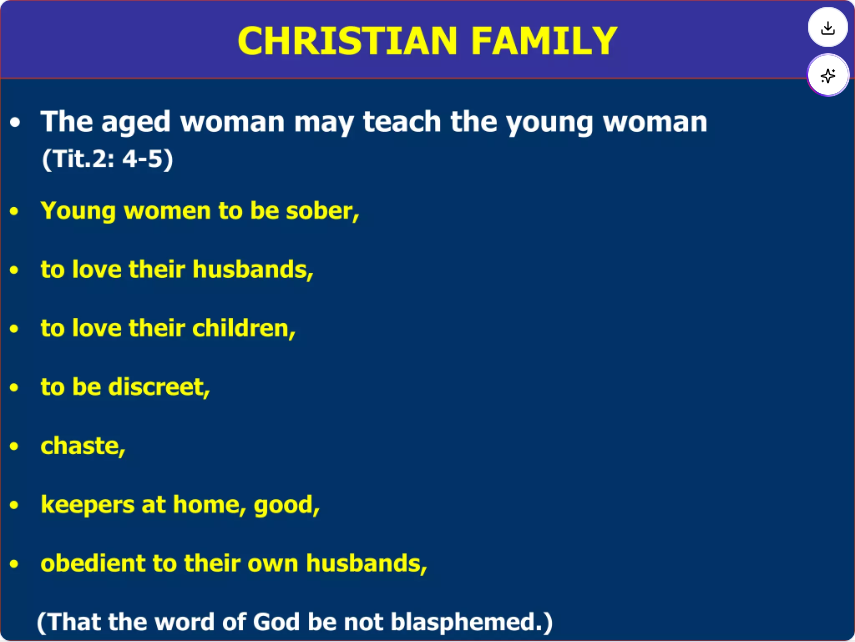 CHRISTIAN FAMILY
• The aged woman may teach the young woman
(Tit.2: 4-5)
• Young women to be sober,
• to love their husbands,
• to love their children,
• to be discreet,
• chaste,
• keepers at home, good,
• obedient to their own husbands,
(That the word of God be not blasphemed.)